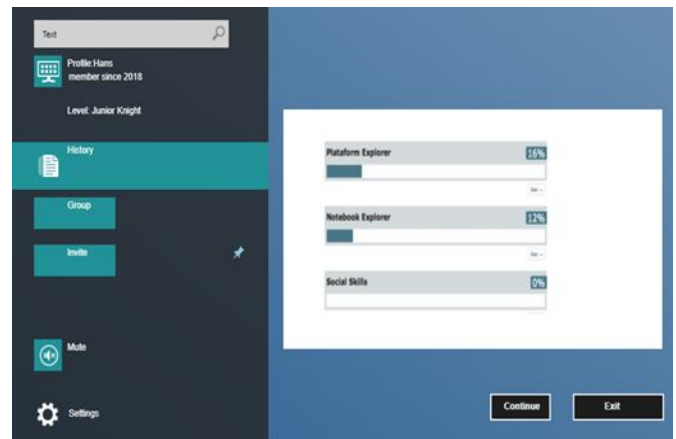 Text
Profile:Hans
member since 2018
Level: Junior Knight
History
Group
Invite
Mute
Settings
Plataform Explorer 16%
Notebook Explorer 12%
Social Skills 0%
Continue Exit